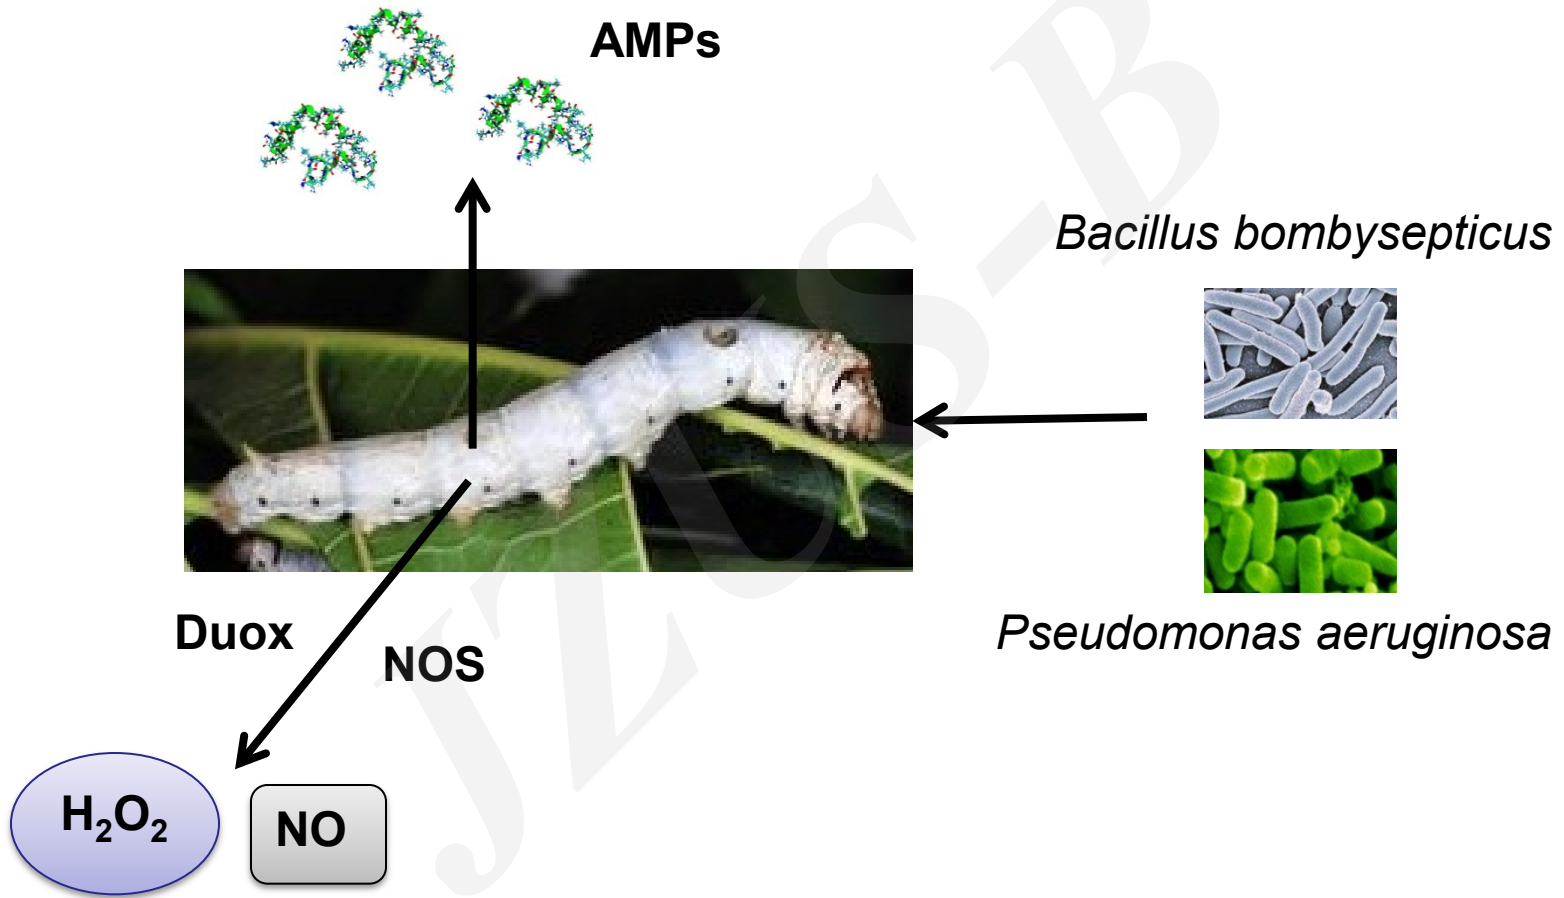 AMPs
Bacillus bombysepticus
Duox
NOS
Pseudomonas aeruginosa
H₂O₂
NO
JZUS-B